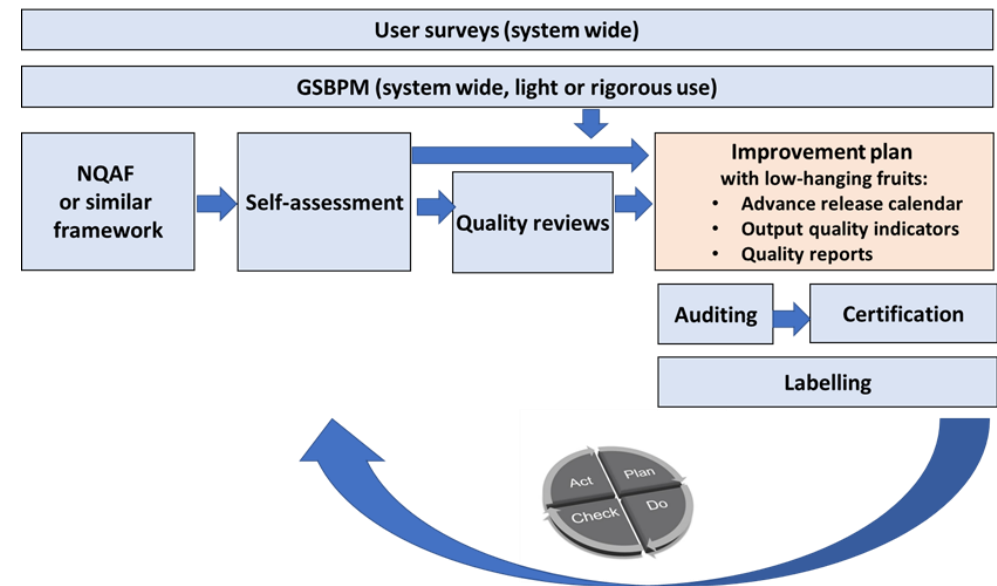 User surveys (system wide)
GSBPM (system wide, light or rigorous use)
NQAF
or similar
framework
Self-assessment
Quality reviews
Improvement plan
with low-hanging fruits:
• Advance release calendar
• Output quality indicators
• Quality reports
Auditing
Certification
Labelling
Act
Plan
Check
Do